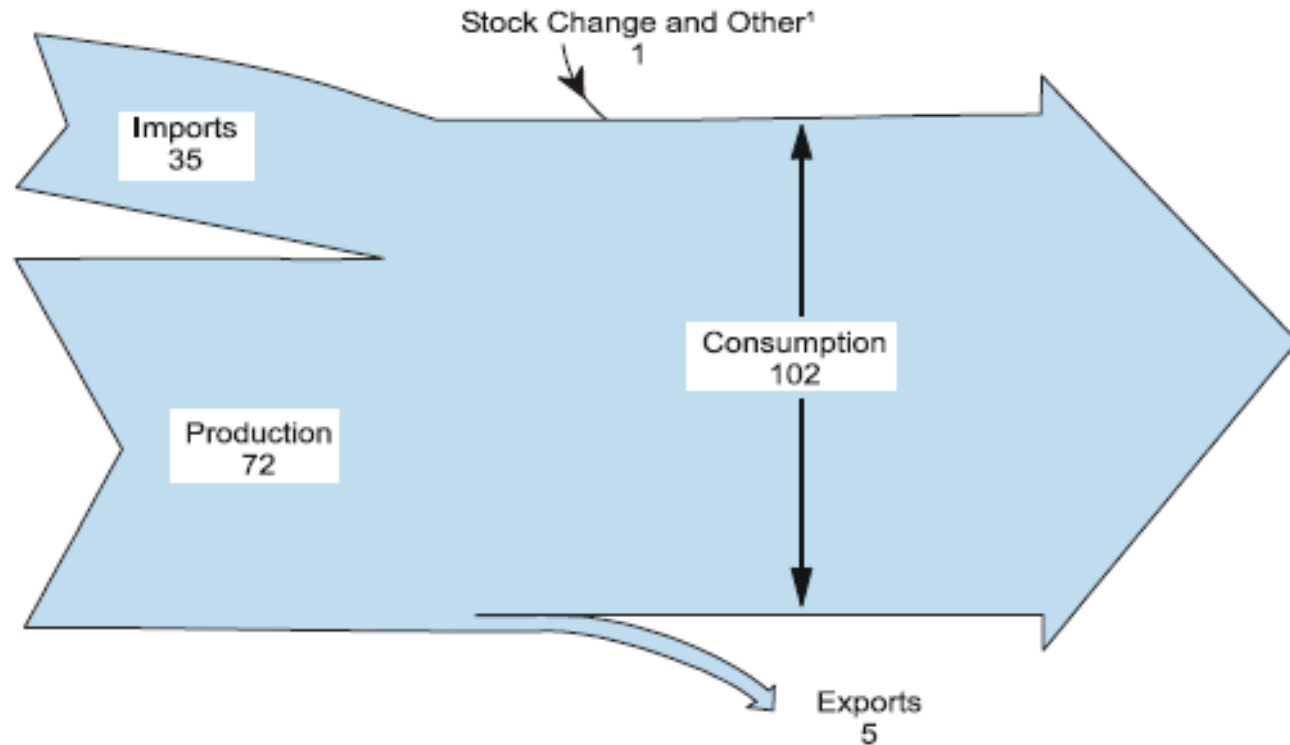 Stock Change and Other¹
1
Imports
35
Consumption
102
Production
72
Exports
5